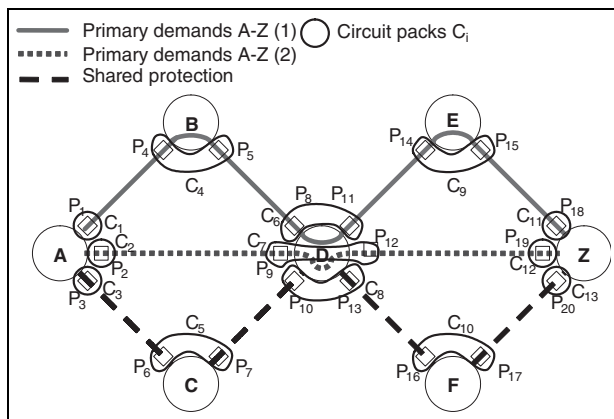 Primary demands A-Z (1) Circuit packs Ci
Primary demands A-Z (2)
Shared protection
B E
P4 P5 P14 P15
C4 C9
P1 P8 P11 P18
C1 C6 C11
A C2 C7 D P12 P19 Z
P2 P9 C12
P3 C3 P10 P13 C8 P20 C13
C5 C10
P6 P7 P16 P17
C F